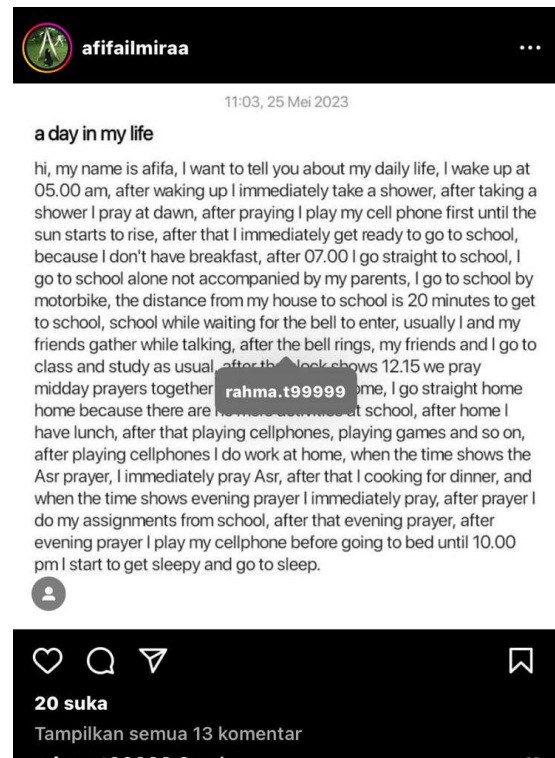 afifailmiraa
11:03, 25 Mei 2023
a day in my life
hi, my name is afifa, I want to tell you about my daily life, I wake up at
05.00 am, after waking up I immediately take a shower, after taking a
shower I pray at dawn, after praying I play my cell phone first until the
sun starts to rise, after that I immediately get ready to go to school,
because I don't have breakfast, after 07.00 I go straight to school, I
go to school alone not accompanied by my parents, I go to school by
motorbike, the distance from my house to school is 20 minutes to get
to school, school while waiting for the bell to enter, usually I and my
friends gather while talking, after the bell rings, my friends and I go to
class and study as usual, after the clock shows 12.15 we pray
midday prayers together ome, I go straight home
rahma.t99999
home because there are no more activities at school, after home I
have lunch, after that playing cellphones, playing games and so on,
after playing cellphones I do work at home, when the time shows the
Asr prayer, I immediately pray Asr, after that I cooking for dinner, and
when the time shows evening prayer I immediately pray, after prayer I
do my assignments from school, after that evening prayer, after
evening prayer I play my cellphone before going to bed until 10.00
pm I start to get sleepy and go to sleep.
20 suka
Tampilkan semua 13 komentar